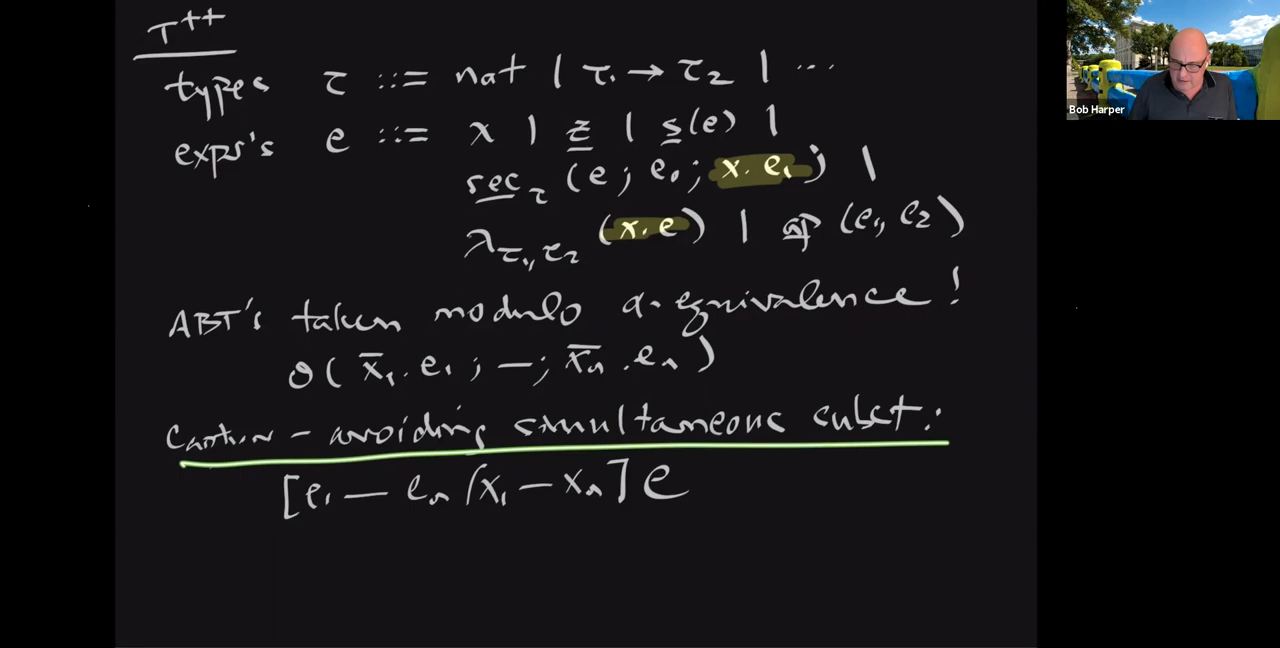 T++
types τ ::= nat | τ₁ → τ₂ | ...
exps's e ::= x | z | s(e) |
rec_τ (e; e₀; x. e₁) |
λ_τ₁,τ₂ (x. e) | ap (e₁, e₂)
ABT's taken modulo α-equivalence!
O( x̄₁. e₁; —; x̄ₙ. eₙ )
Capture-avoiding simultaneous subst:
[e₁ — eₙ / x₁ — xₙ] e
Bob Harper